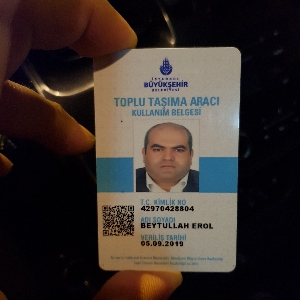 İSTANBUL
BÜYÜKŞEHİR
BELEDİYESİ
TOPLU TAŞIMA ARACI
KULLANIM BELGESİ
T.C. KİMLİK NO
42970428804
ADI SOYADI
BEYTULLAH EROL
VERİLİŞ TARİHİ
05.09.2019